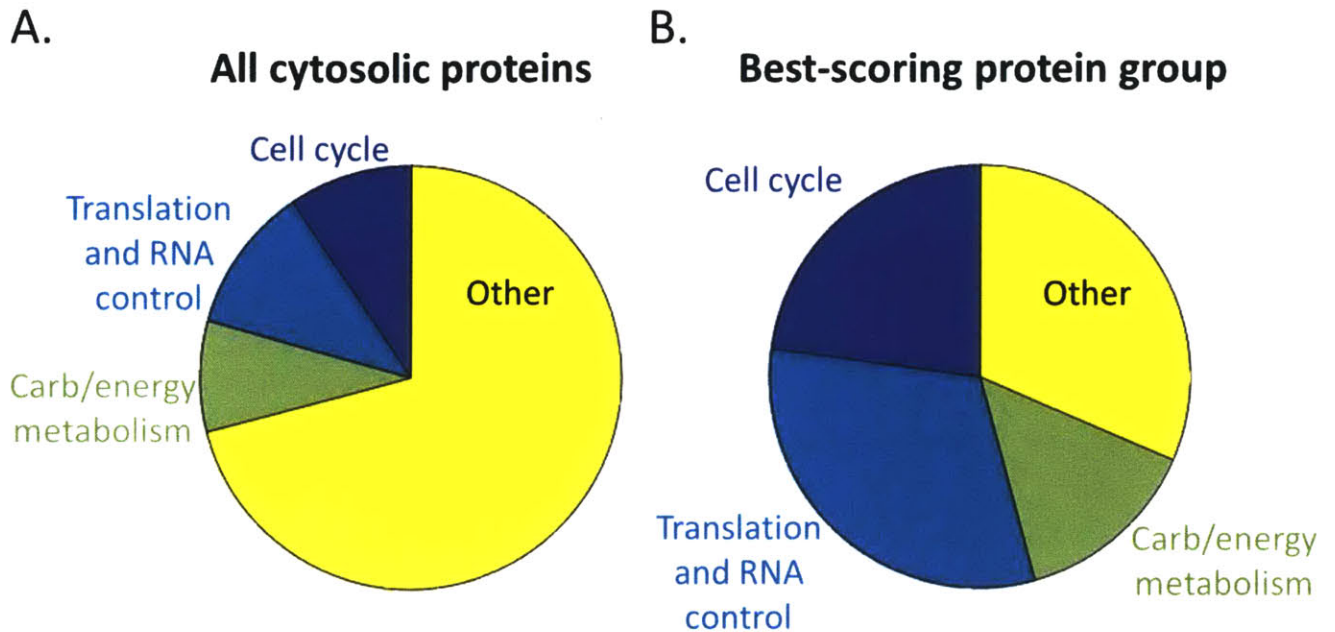 A.
All cytosolic proteins
Cell cycle
Translation
and RNA
control
Other
Carb/energy
metabolism
B.
Best-scoring protein group
Cell cycle
Other
Translation
and RNA
control
Carb/energy
metabolism